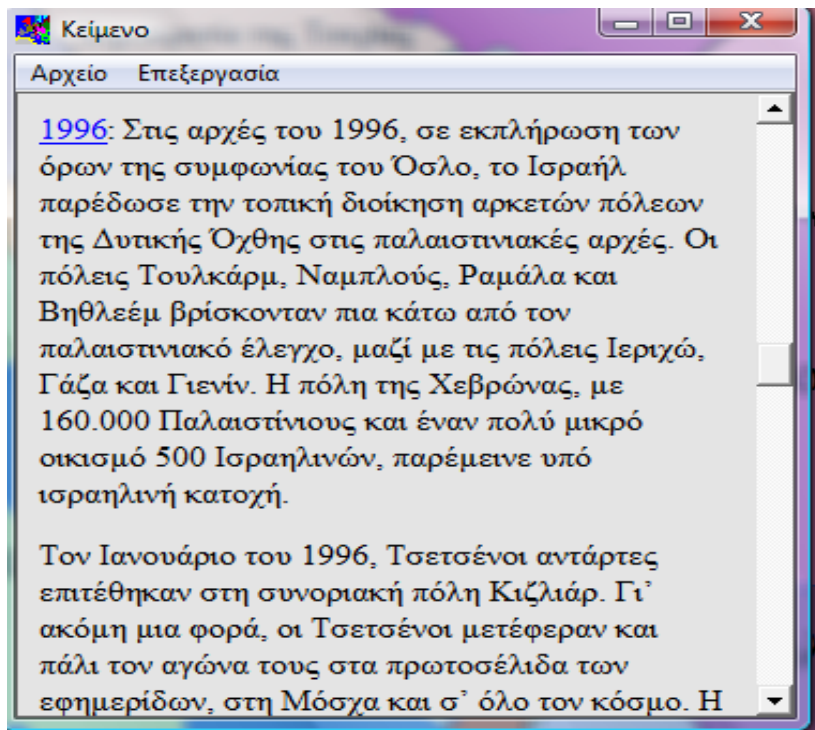 Κείμενο
Αρχείο Επεξεργασία
1996: Στις αρχές του 1996, σε εκπλήρωση των
όρων της συμφωνίας του Όσλο, το Ισραήλ
παρέδωσε την τοπική διοίκηση αρκετών πόλεων
της Δυτικής Όχθης στις παλαιστινιακές αρχές. Οι
πόλεις Τουλκάρμ, Ναμπλούς, Ραμάλα και
Βηθλεέμ βρίσκονταν πια κάτω από τον
παλαιστινιακό έλεγχο, μαζί με τις πόλεις Ιεριχώ,
Γάζα και Γιενίν. Η πόλη της Χεβρώνας, με
160.000 Παλαιστίνιους και έναν πολύ μικρό
οικισμό 500 Ισραηλινών, παρέμεινε υπό
ισραηλινή κατοχή.
Τον Ιανουάριο του 1996, Τσετσένοι αντάρτες
επιτέθηκαν στη συνοριακή πόλη Κιζλιάρ. Γι᾿
ακόμη μια φορά, οι Τσετσένοι μετέφεραν και
πάλι τον αγώνα τους στα πρωτοσέλιδα των
εφημερίδων, στη Μόσχα και σ᾿ όλο τον κόσμο. Η